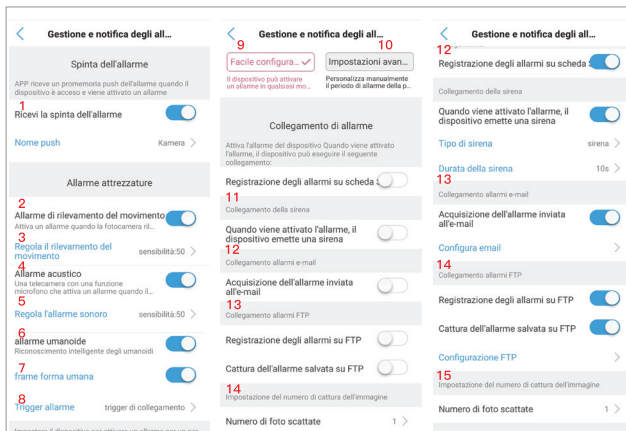 Gestione e notifica degli all...
Spinta dell'allarme
APP riceve un promemoria push dell'allarme quando il
dispositivo è acceso e viene attivato un allarme
1
Ricevi la spinta dell'allarme
Nome push Kamera
Allarme attrezzature
2
Allarme di rilevamento del movimento
Attiva un allarme quando la fotocamera ril...
3
Regola il rilevamento del
movimento sensibilità:50
4
Allarme acustico
Una telecamera con una funzione
microfono che attiva un allarme quando il...
5
Regola l'allarme sonoro sensibilità:50
6
allarme umanoide
Riconoscimento intelligente degli umanoidi
7
frame forma umana
8
Trigger allarme trigger di collegamento
Gestione e notifica degli all...
9 10
Facile configura... Impostazioni avan...
Il dispositivo può attivare
un allarme in qualsiasi mo...
Personalizza manualmente
il periodo di allarme della p...
Collegamento di allarme
Attiva l'allarme del dispositivo Quando viene attivato
l'allarme, il dispositivo può eseguire il seguente
collegamento:
Registrazione degli allarmi su scheda
11
Collegamento della sirena
Quando viene attivato l'allarme, il
dispositivo emette una sirena
12
Collegamento allarmi e-mail
Acquisizione dell'allarme inviata
all'e-mail
13
Collegamento allarmi FTP
Registrazione degli allarmi su FTP
Cattura dell'allarme salvata su FTP
14
Impostazione del numero di cattura dell'immagine
Numero di foto scattate 1
Gestione e notifica degli all...
12
Registrazione degli allarmi su scheda
Collegamento della sirena
Quando viene attivato l'allarme, il
dispositivo emette una sirena
Tipo di sirena sirena
Durata della sirena 10s
13
Collegamento allarmi e-mail
Acquisizione dell'allarme inviata
all'e-mail
Configura email
14
Collegamento allarmi FTP
Registrazione degli allarmi su FTP
Cattura dell'allarme salvata su FTP
Configurazione FTP
15
Impostazione del numero di cattura dell'immagine
Numero di foto scattate 1